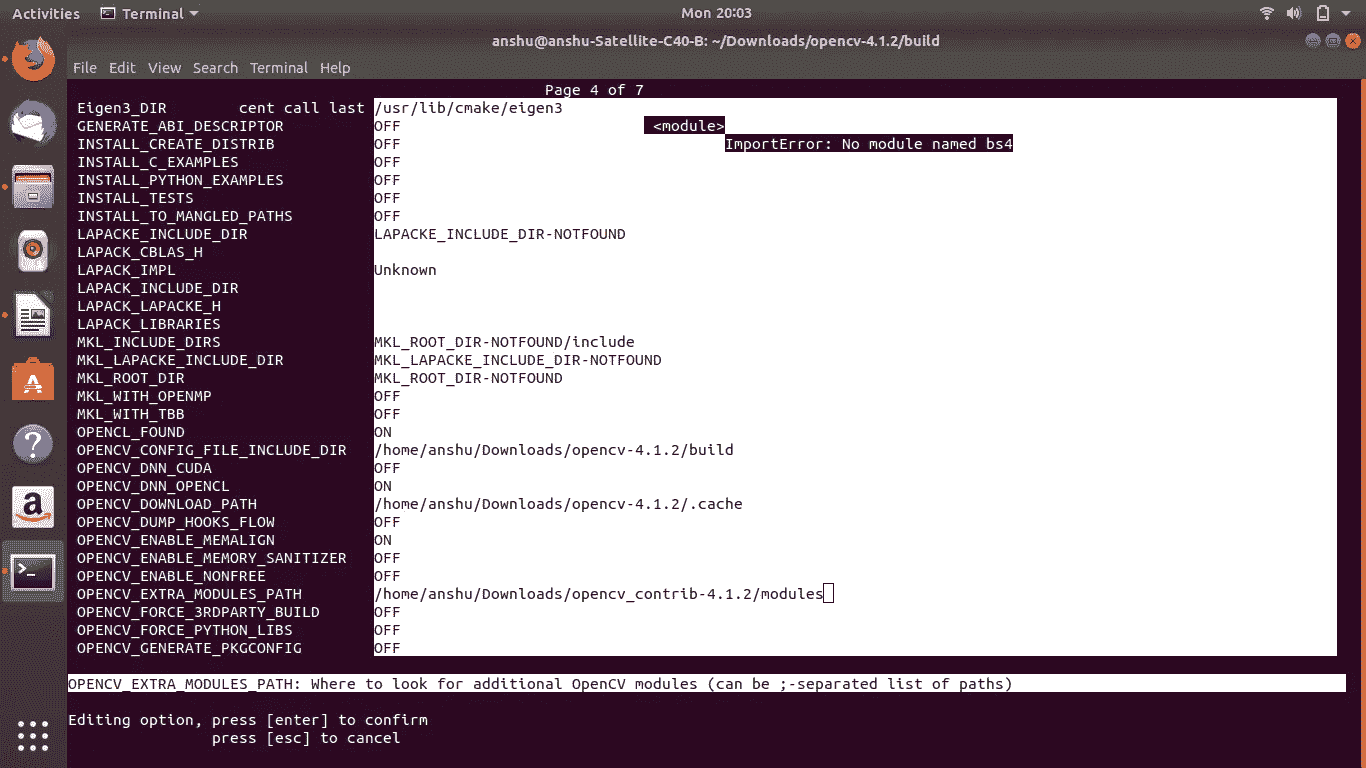 Activities Terminal Mon 20:03
anshu@anshu-Satellite-C40-B: ~/Downloads/opencv-4.1.2/build
File Edit View Search Terminal Help
Page 4 of 7
Eigen3_DIR cent call last /usr/lib/cmake/eigen3
GENERATE_ABI_DESCRIPTOR OFF <module>
INSTALL_CREATE_DISTRIB OFF ImportError: No module named bs4
INSTALL_C_EXAMPLES OFF
INSTALL_PYTHON_EXAMPLES OFF
INSTALL_TESTS OFF
INSTALL_TO_MANGLED_PATHS OFF
LAPACKE_INCLUDE_DIR LAPACKE_INCLUDE_DIR-NOTFOUND
LAPACK_CBLAS_H
LAPACK_IMPL Unknown
LAPACK_INCLUDE_DIR
LAPACK_LAPACKE_H
LAPACK_LIBRARIES
MKL_INCLUDE_DIRS MKL_ROOT_DIR-NOTFOUND/include
MKL_LAPACKE_INCLUDE_DIR MKL_LAPACKE_INCLUDE_DIR-NOTFOUND
MKL_ROOT_DIR MKL_ROOT_DIR-NOTFOUND
MKL_WITH_OPENMP OFF
MKL_WITH_TBB OFF
OPENCL_FOUND ON
OPENCV_CONFIG_FILE_INCLUDE_DIR /home/anshu/Downloads/opencv-4.1.2/build
OPENCV_DNN_CUDA OFF
OPENCV_DNN_OPENCL ON
OPENCV_DOWNLOAD_PATH /home/anshu/Downloads/opencv-4.1.2/.cache
OPENCV_DUMP_HOOKS_FLOW OFF
OPENCV_ENABLE_MEMALIGN ON
OPENCV_ENABLE_MEMORY_SANITIZER OFF
OPENCV_ENABLE_NONFREE OFF
OPENCV_EXTRA_MODULES_PATH /home/anshu/Downloads/opencv_contrib-4.1.2/modules
OPENCV_FORCE_3RDPARTY_BUILD OFF
OPENCV_FORCE_PYTHON_LIBS OFF
OPENCV_GENERATE_PKGCONFIG OFF
OPENCV_EXTRA_MODULES_PATH: Where to look for additional OpenCV modules (can be ;-separated list of paths)
Editing option, press [enter] to confirm
press [esc] to cancel